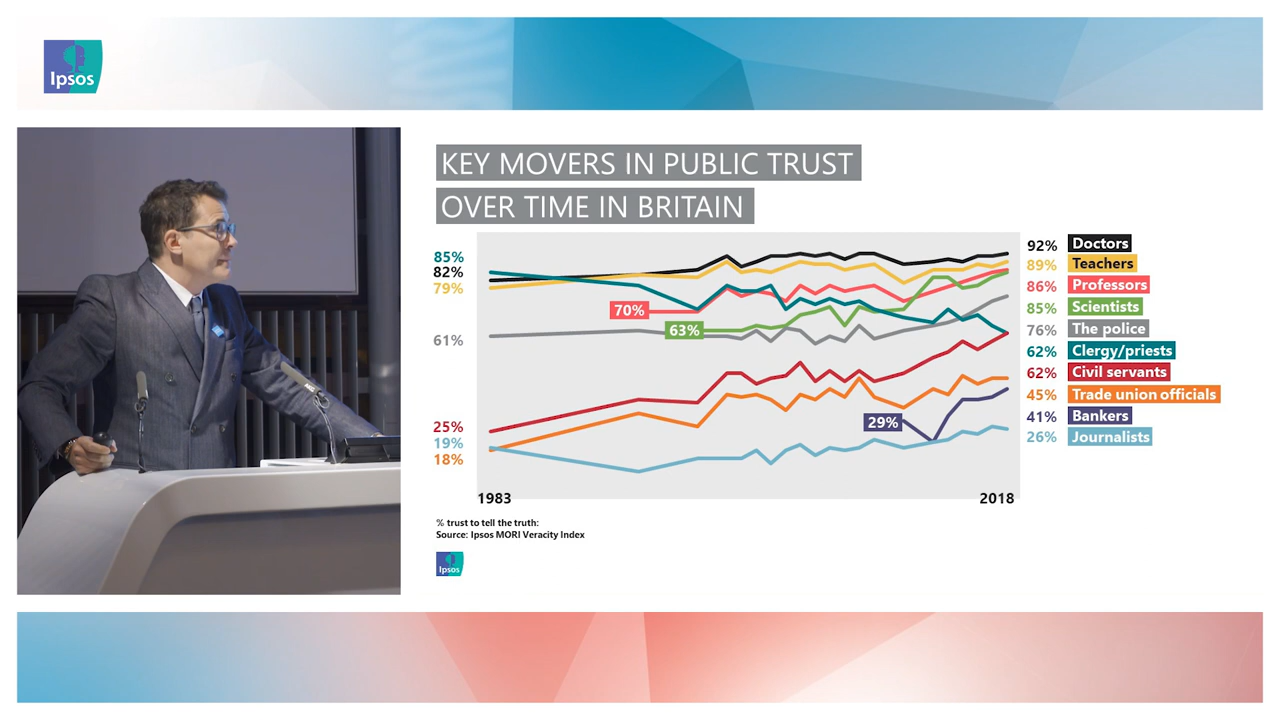 Ipsos
KEY MOVERS IN PUBLIC TRUST
OVER TIME IN BRITAIN
85%
82%
79%
61%
25%
19%
18%
70%
63%
29%
92% Doctors
89% Teachers
86% Professors
85% Scientists
76% The police
62% Clergy/priests
62% Civil servants
45% Trade union officials
41% Bankers
26% Journalists
1983 2018
% trust to tell the truth:
Source: Ipsos MORI Veracity Index
Ipsos